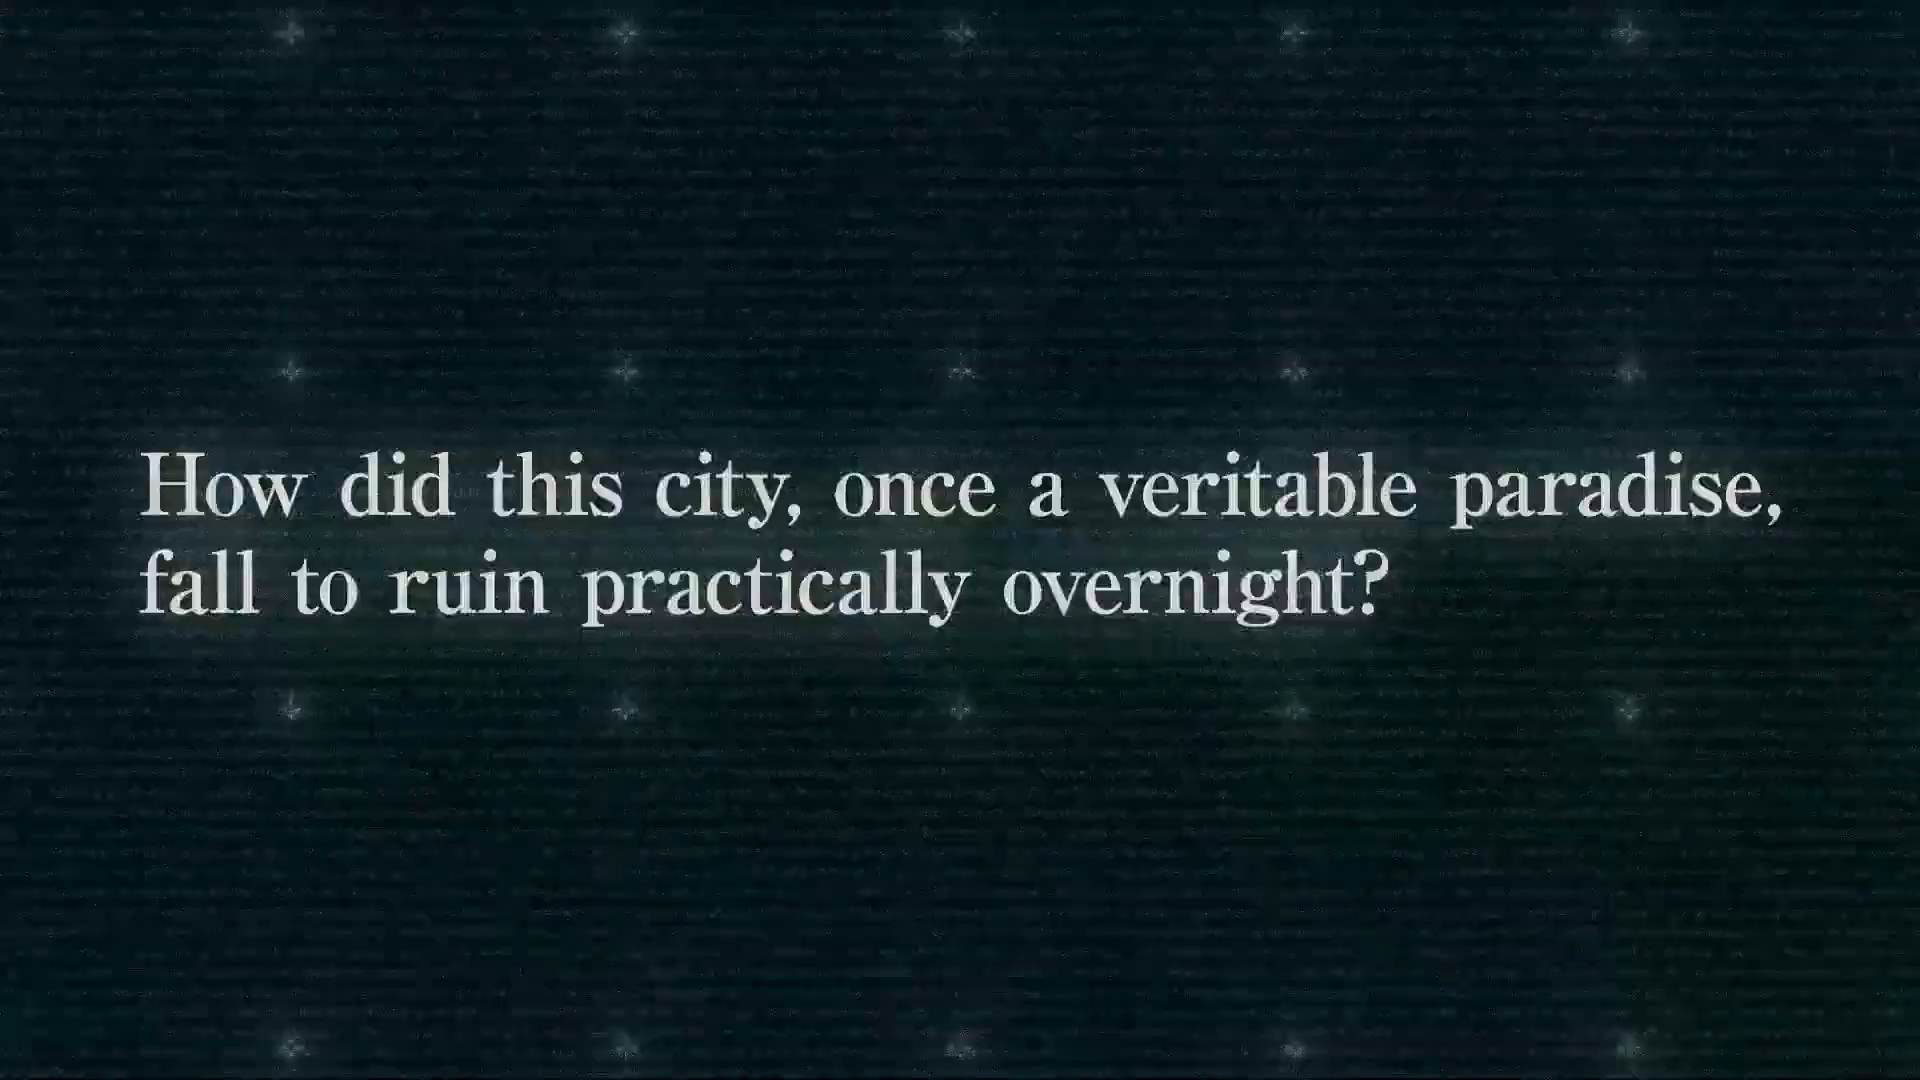 How did this city, once a veritable paradise,
fall to ruin practically overnight?